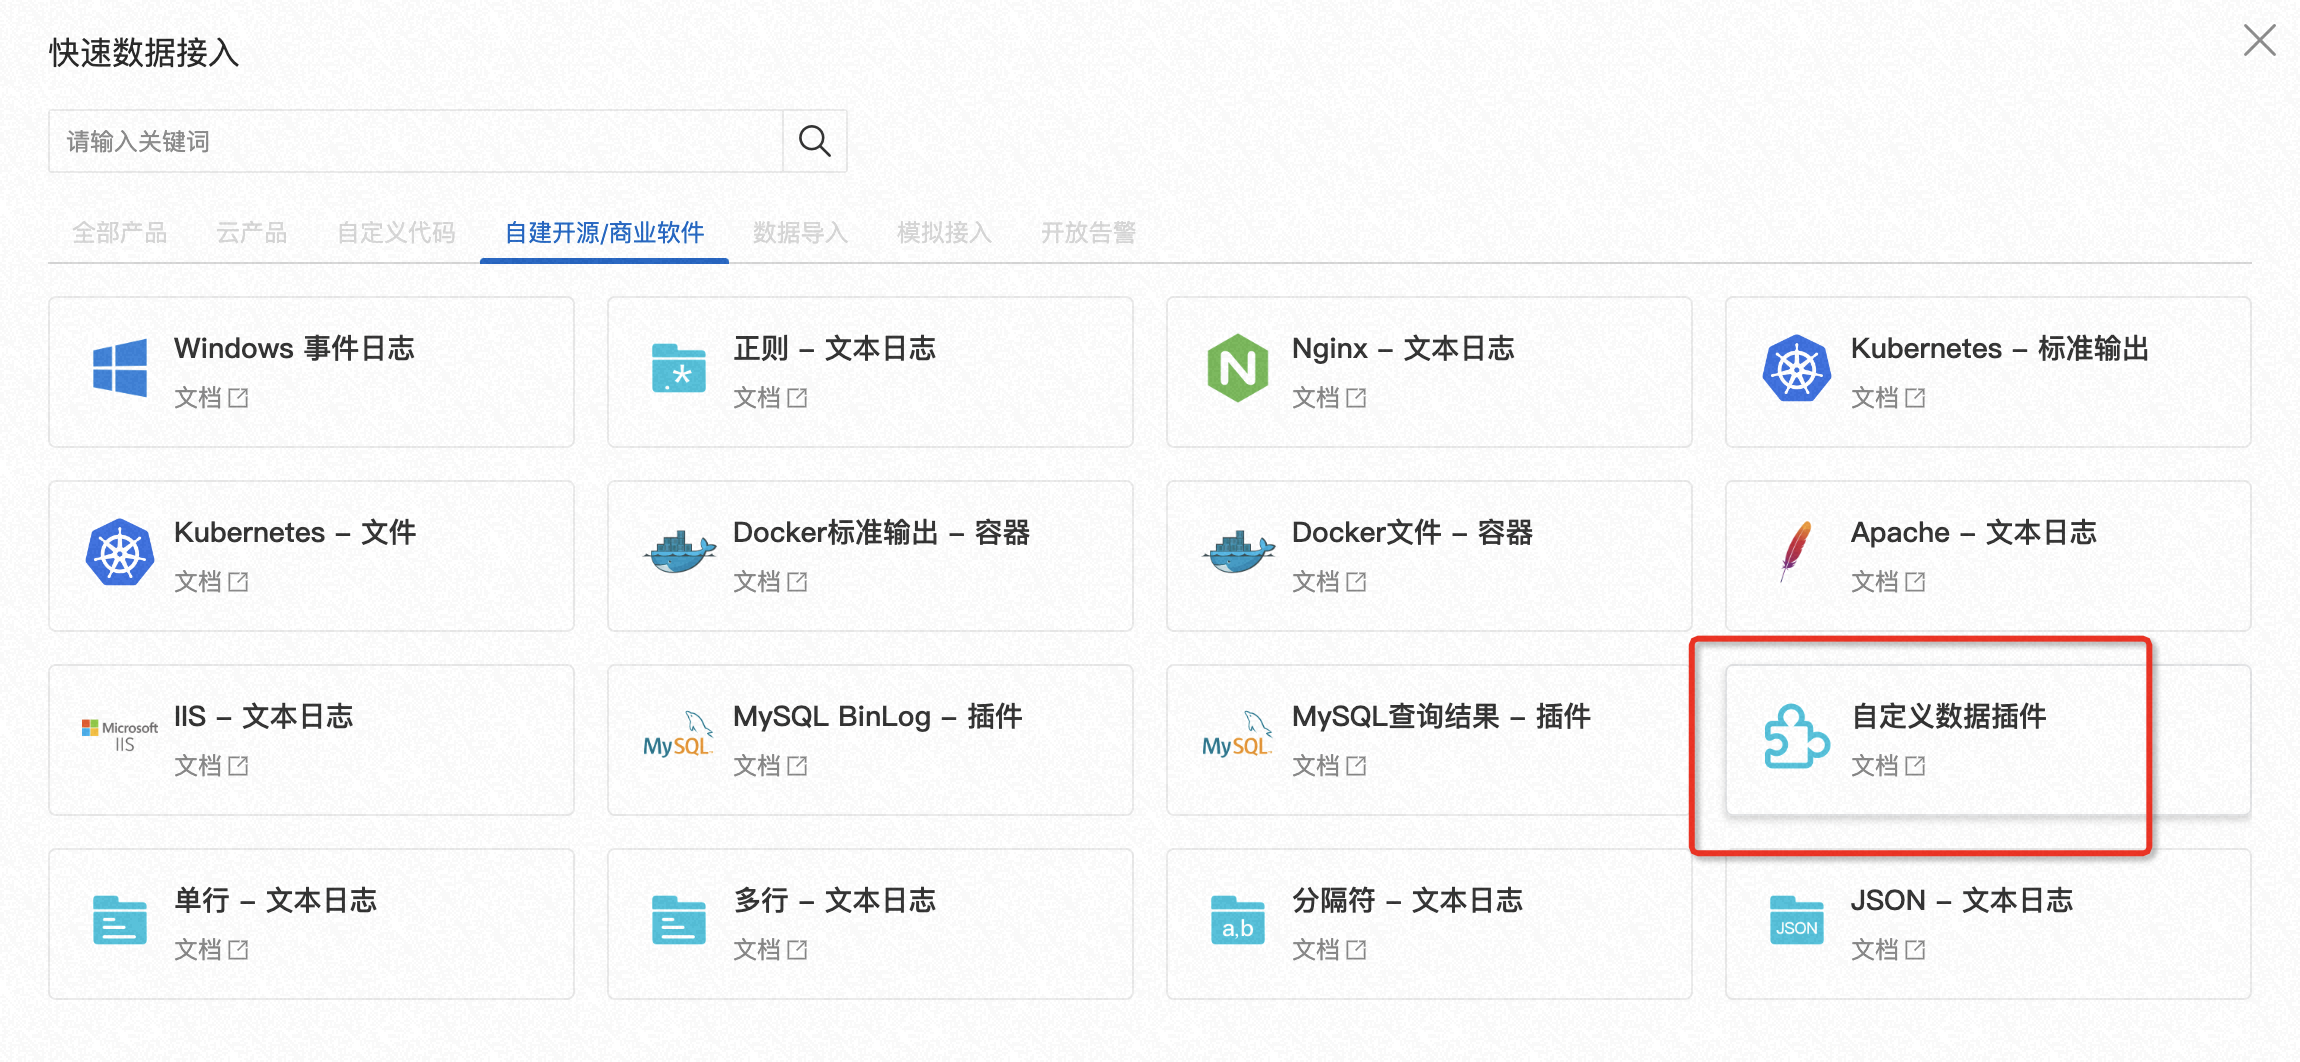 快速数据接入
请输入关键词
全部产品 云产品 自定义代码 自建开源/商业软件 数据导入 模拟接入 开放告警
Windows 事件日志
文档
正则 – 文本日志
文档
Nginx – 文本日志
文档
Kubernetes – 标准输出
文档
Kubernetes – 文件
文档
Docker标准输出 – 容器
文档
Docker文件 – 容器
文档
Apache – 文本日志
文档
Microsoft
IIS
IIS – 文本日志
文档
MySQL
MySQL BinLog – 插件
文档
MySQL
MySQL查询结果 – 插件
文档
自定义数据插件
文档
单行 – 文本日志
文档
多行 – 文本日志
文档
a,b
分隔符 – 文本日志
文档
JSON
JSON – 文本日志
文档